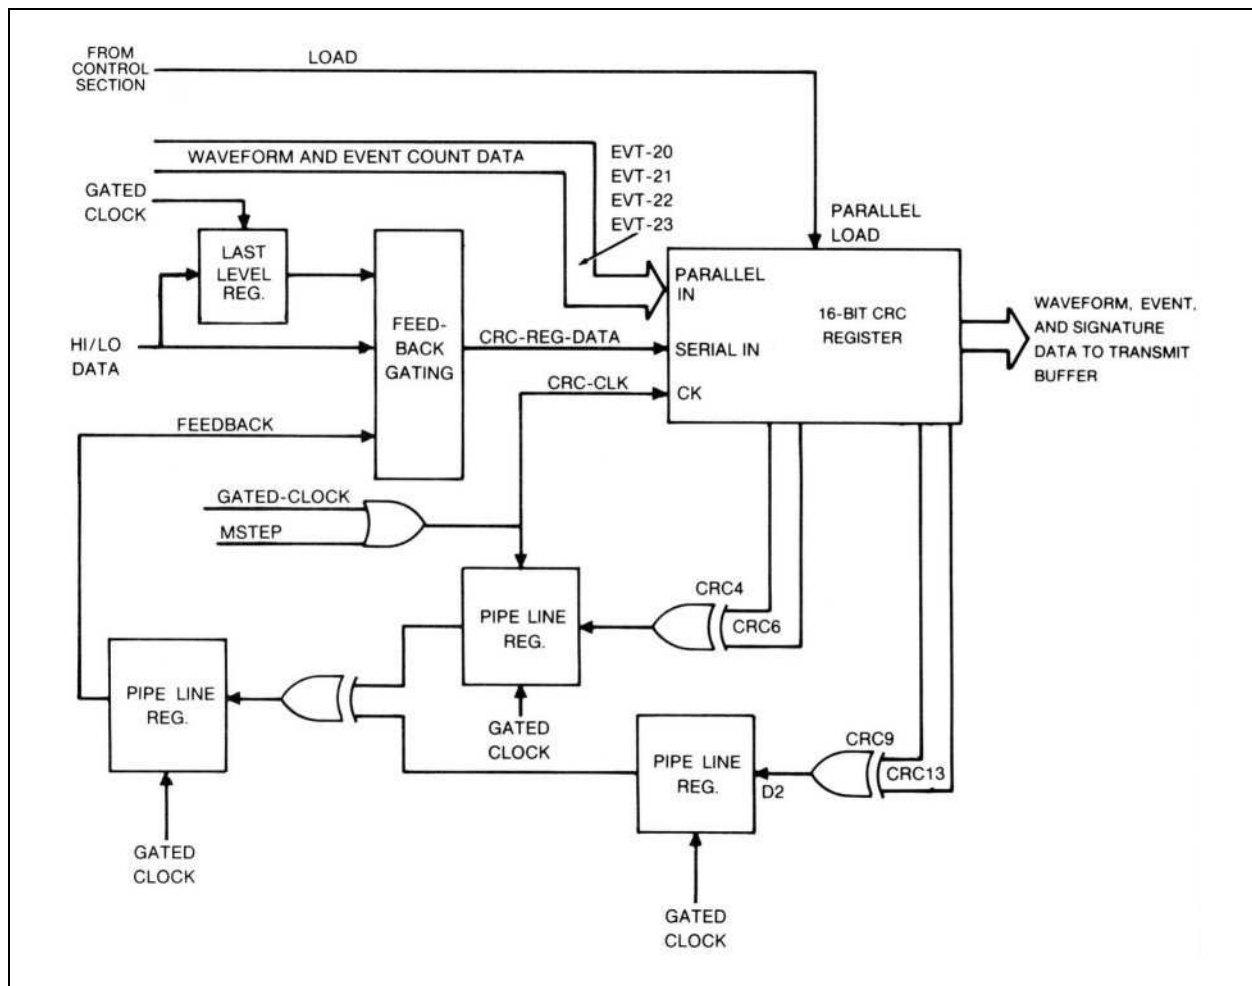 FROM
CONTROL
SECTION
LOAD
WAVEFORM AND EVENT COUNT DATA
EVT-20
EVT-21
EVT-22
EVT-23
GATED
CLOCK
PARALLEL
LOAD
LAST
LEVEL
REG.
HI/LO
DATA
FEED-
BACK
GATING
CRC-REG-DATA
PARALLEL
IN
16-BIT CRC
REGISTER
SERIAL IN
CK
WAVEFORM, EVENT,
AND SIGNATURE
DATA TO TRANSMIT
BUFFER
CRC-CLK
FEEDBACK
GATED-CLOCK
MSTEP
CRC4
CRC6
PIPE LINE
REG.
PIPE LINE
REG.
GATED
CLOCK
CRC9
CRC13
PIPE LINE
REG.
D2
GATED
CLOCK
GATED
CLOCK